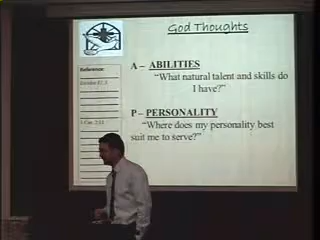 God Thoughts
Reference:
A – ABILITIES
"What natural talent and skills do
I have?"
P – PERSONALITY
"Where does my personality best
suit me to serve?"